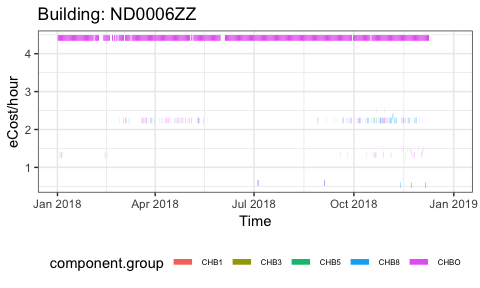 Building: ND0006ZZ
eCost/hour
4
3
2
1
Jan 2018 Apr 2018 Jul 2018 Oct 2018 Jan 2019
Time
component.group CHB1 CHB3 CHB5 CHB8 CHBO